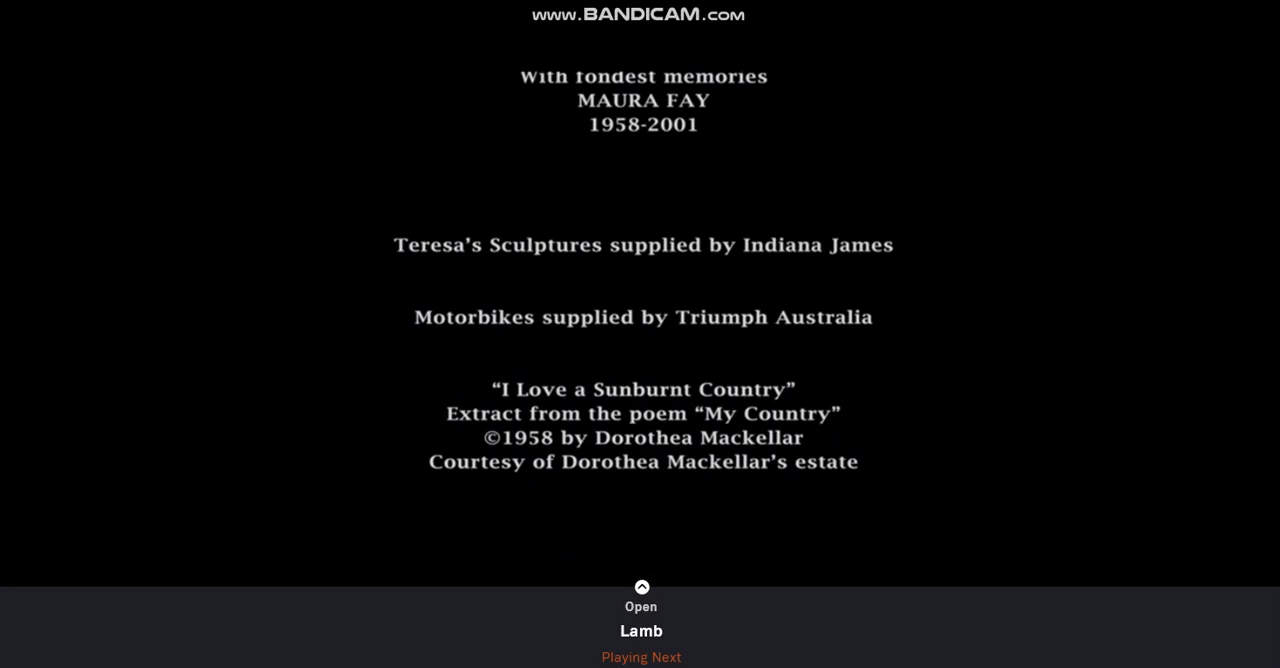 www.BANDICAM.com
With fondest memories
MAURA FAY
1958-2001
Teresa’s Sculptures supplied by Indiana James
Motorbikes supplied by Triumph Australia
“I Love a Sunburnt Country”
Extract from the poem “My Country”
©1958 by Dorothea Mackellar
Courtesy of Dorothea Mackellar’s estate
Open
Lamb
Playing Next